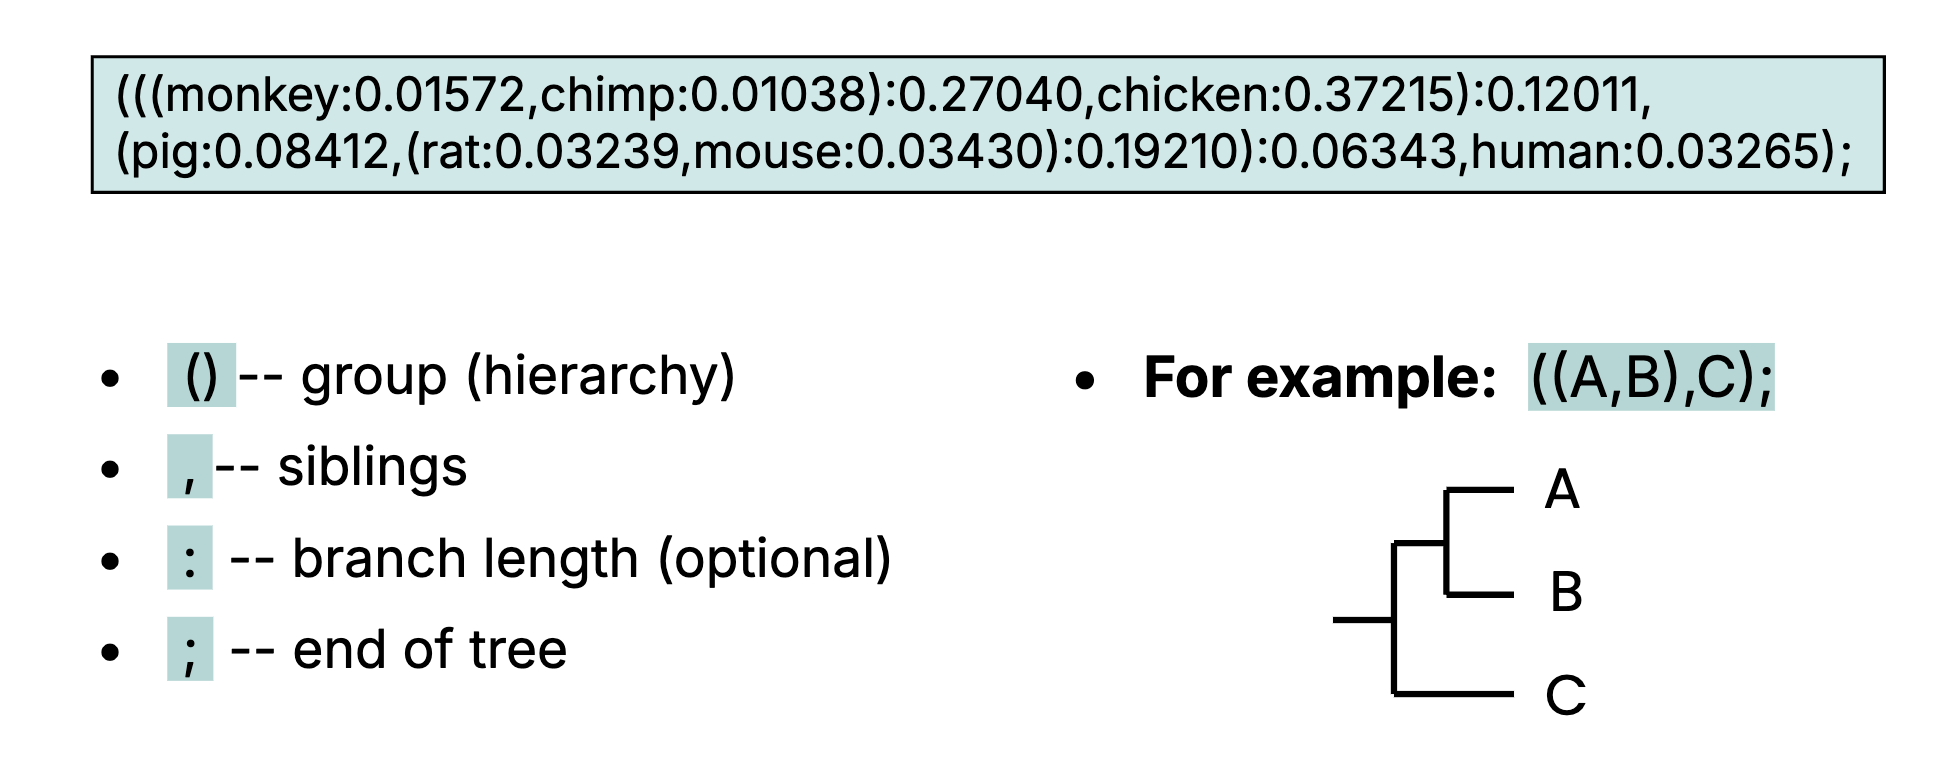 (((monkey:0.01572,chimp:0.01038):0.27040,chicken:0.37215):0.12011,
(pig:0.08412,(rat:0.03239,mouse:0.03430):0.19210):0.06343,human:0.03265);
• () -- group (hierarchy)
• , -- siblings
• : -- branch length (optional)
• ; -- end of tree
• For example: ((A,B),C);
A
B
C